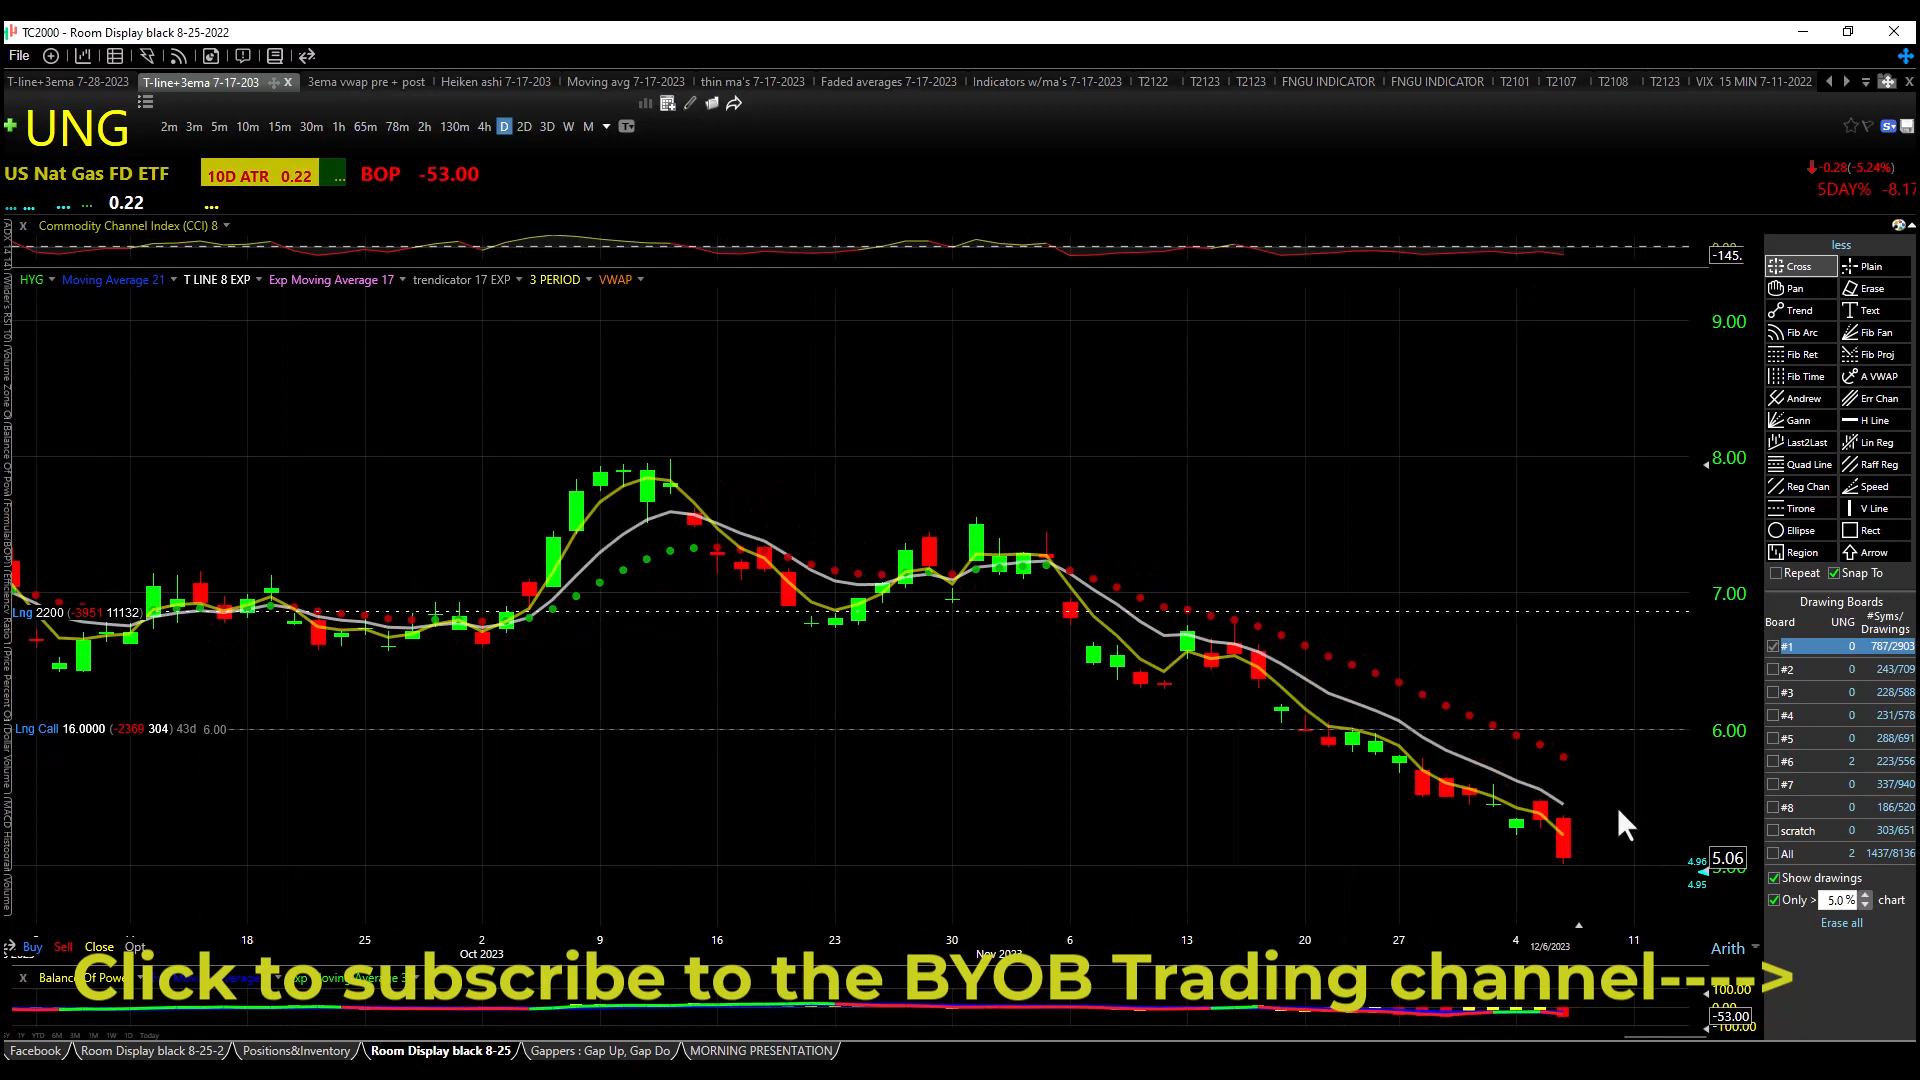 TC2000 - Room Display black 8-25-2022
File
T-line+3ema 7-28-2023 T-line+3ema 7-17-203 X 3ema vwap pre + post Heiken ashi 7-17-203 Moving avg 7-17-2023 thin ma's 7-17-2023 Faded averages 7-17-2023 Indicators w/ma's 7-17-2023 T2122 T2123 T2123 FNGU INDICATOR FNGU INDICATOR T2101 T2107 T2108 T2123 VIX 15 MIN 7-11-2022 X
UNG
2m 3m 5m 10m 15m 30m 1h 65m 78m 2h 130m 4h D 2D 3D W M
US Nat Gas FD ETF 10D ATR 0.22 ... BOP -53.00
-0.28(-5.24%)
5DAY% -8.17
... ... ... ... 0.22 ...
X Commodity Channel Index (CCI) 8
-145.
HYG Moving Average 21 T LINE 8 EXP Exp Moving Average 17 trendicator 17 EXP 3 PERIOD VWAP
9.00
8.00
7.00
6.00
Lng 2200 (-3951 11132)
Lng Call 16.0000 (-2369 304) 43d 6.00
4.96 5.06
5.00
4.95
18 25 2 9 16 23 30 6 13 20 27 4 11
Oct 2023 Nov 2023 12/6/2023
Buy Sell Close Opt
Arith
Click to subscribe to the BYOB Trading channel---->
X Balance Of Power
100.00
-53.00
-100.00
Facebook Room Display black 8-25-2 Positions&Inventory Room Display black 8-25 Gappers : Gap Up, Gap Do MORNING PRESENTATION
less
Cross Plain
Pan Erase
Trend Text
Fib Arc Fib Fan
Fib Ret Fib Proj
Fib Time A VWAP
Andrew Err Chan
Gann H Line
Last2Last Lin Reg
Quad Line Raff Reg
Reg Chan Speed
Tirone V Line
Ellipse Rect
Region Arrow
Repeat Snap To
Drawing Boards
Board UNG #Syms/
Drawings
#1 0 787/2903
#2 0 243/709
#3 0 228/588
#4 0 231/578
#5 0 288/691
#6 2 223/556
#7 0 337/940
#8 0 186/520
scratch 0 303/651
All 2 1437/8136
Show drawings
Only > 5.0% chart
Erase all